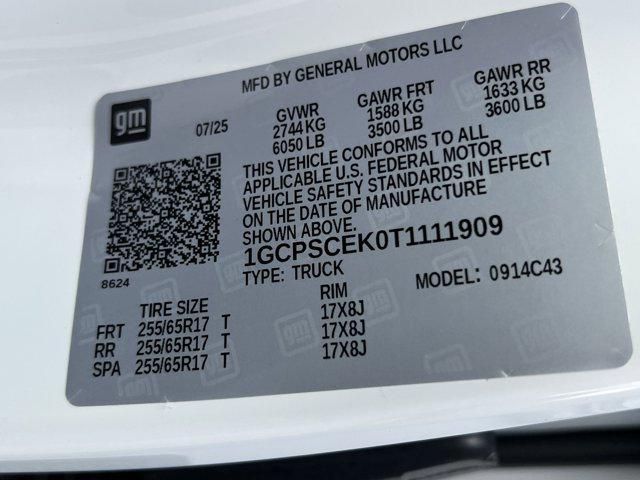 MFD BY GENERAL MOTORS LLC
gm
07/25
GVWR GAWR FRT GAWR RR
2744 KG 1588 KG 1633 KG
6050 LB 3500 LB 3600 LB
THIS VEHICLE CONFORMS TO ALL
APPLICABLE U.S. FEDERAL MOTOR
VEHICLE SAFETY STANDARDS IN EFFECT
ON THE DATE OF MANUFACTURE
SHOWN ABOVE.
1GCPSCEK0T1111909
8624
TYPE: TRUCK MODEL: 0914C43
TIRE SIZE RIM
FRT 255/65R17 T 17X8J
RR 255/65R17 T 17X8J
SPA 255/65R17 T 17X8J